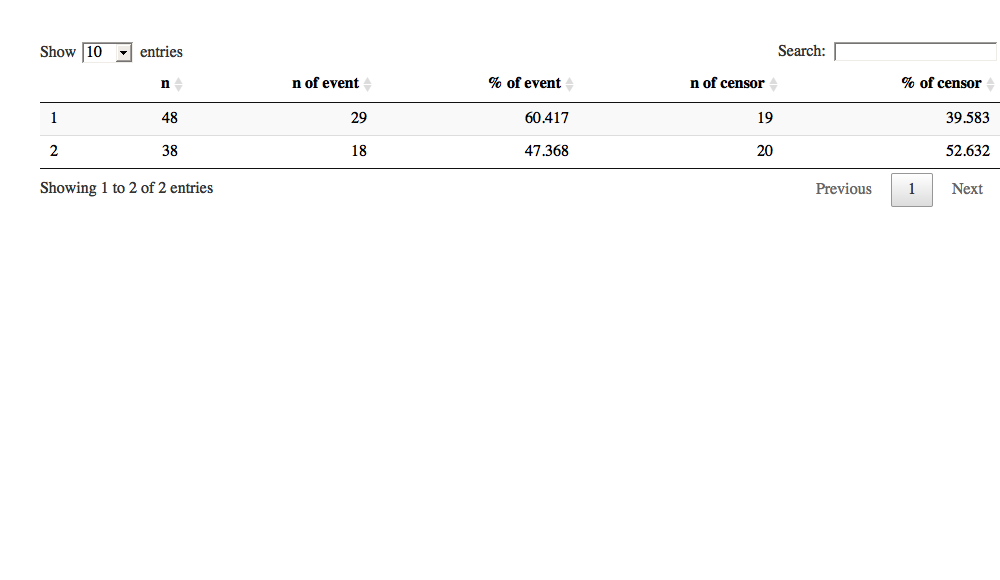 Show 10 entries Search:
n n of event % of event n of censor % of censor
1 48 29 60.417 19 39.583
2 38 18 47.368 20 52.632
Showing 1 to 2 of 2 entries Previous 1 Next